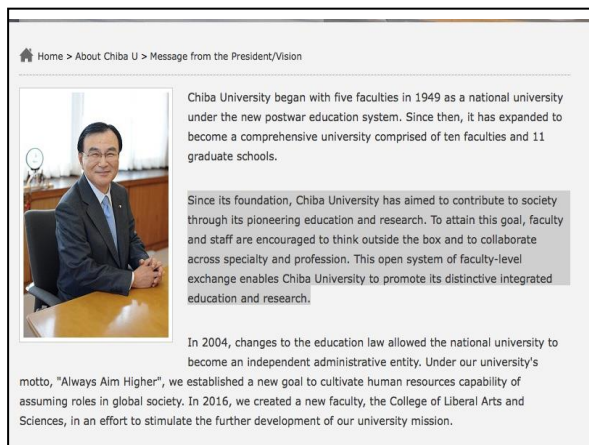 Home > About Chiba U > Message from the President/Vision
Chiba University began with five faculties in 1949 as a national university
under the new postwar education system. Since then, it has expanded to
become a comprehensive university comprised of ten faculties and 11
graduate schools.
Since its foundation, Chiba University has aimed to contribute to society
through its pioneering education and research. To attain this goal, faculty
and staff are encouraged to think outside the box and to collaborate
across specialty and profession. This open system of faculty-level
exchange enables Chiba University to promote its distinctive integrated
education and research.
In 2004, changes to the education law allowed the national university to
become an independent administrative entity. Under our university's
motto, "Always Aim Higher", we established a new goal to cultivate human resources capability of
assuming roles in global society. In 2016, we created a new faculty, the College of Liberal Arts and
Sciences, in an effort to stimulate the further development of our university mission.